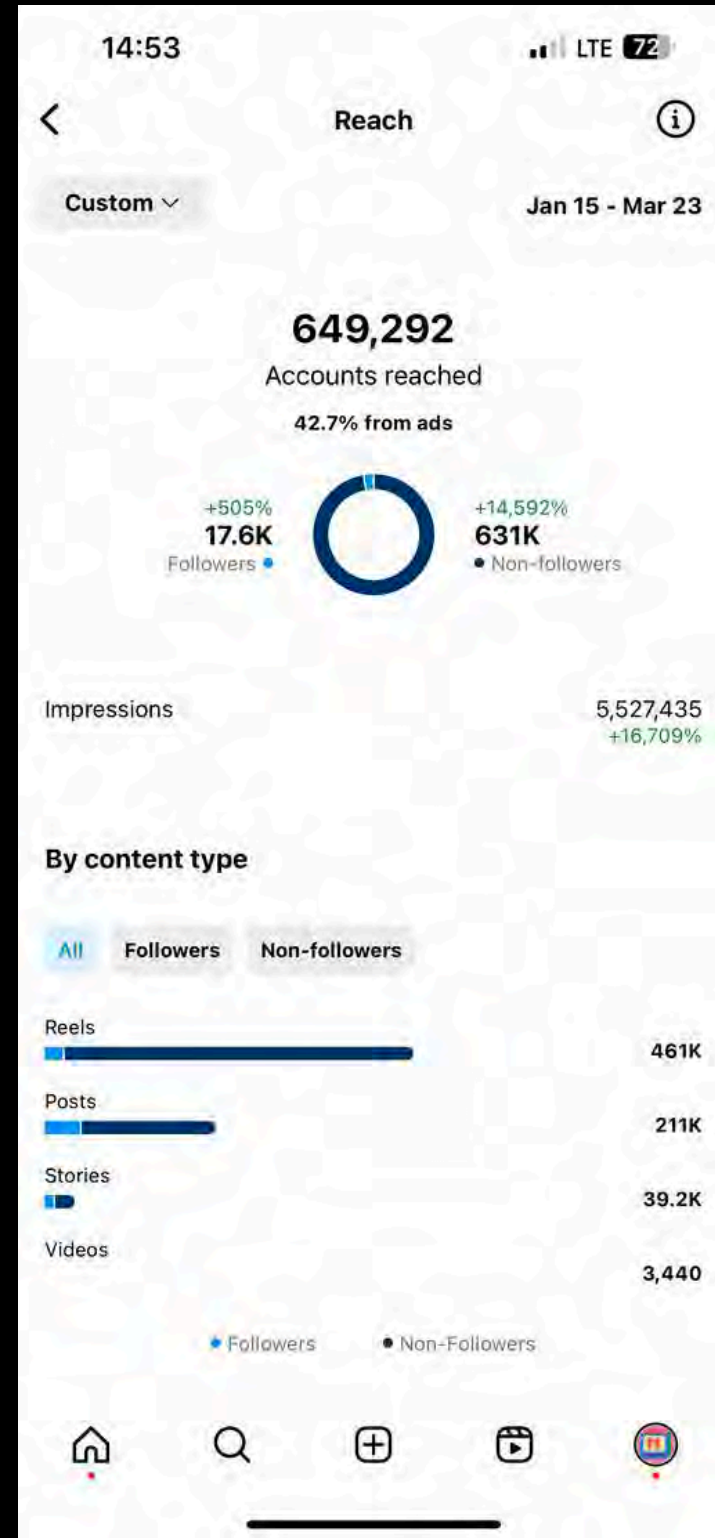 14:53 LTE 72
Reach
Custom Jan 15 - Mar 23
649,292
Accounts reached
42.7% from ads
+505% +14,592%
17.6K 631K
Followers Non-followers
Impressions 5,527,435
+16,709%
By content type
All Followers Non-followers
Reels
461K
Posts
211K
Stories
39.2K
Videos
3,440
Followers Non-Followers